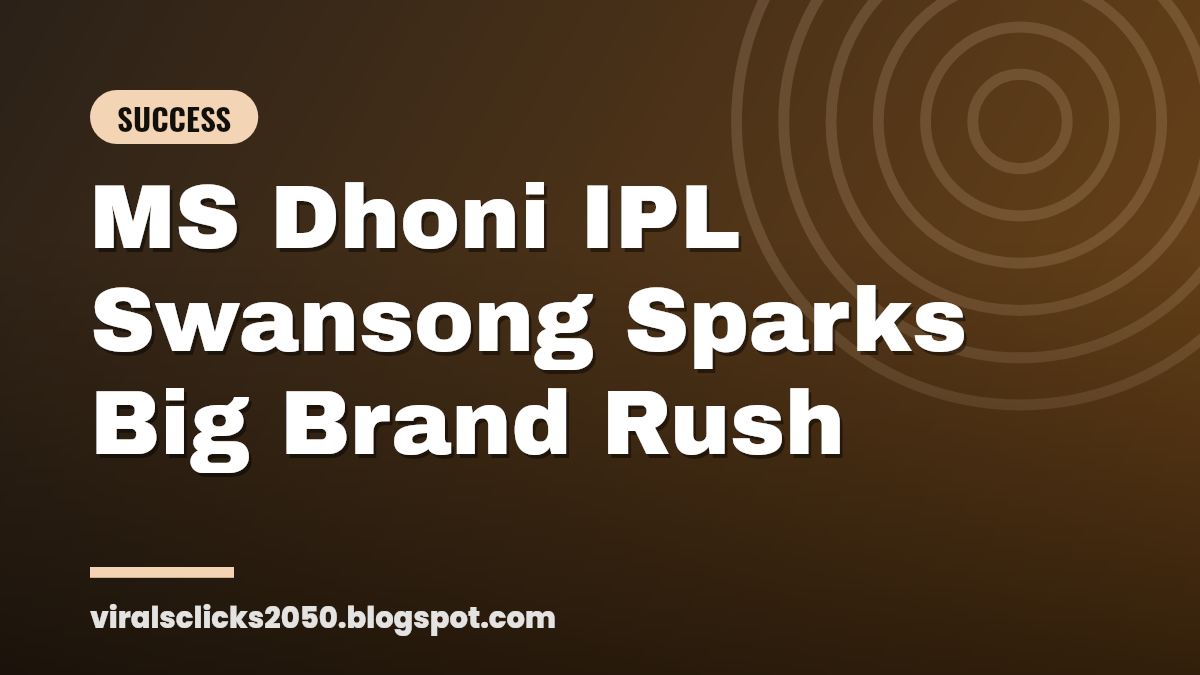 SUCCESS
MS Dhoni IPL
Swansong Sparks
Big Brand Rush
viralsclicks2050.blogspot.com